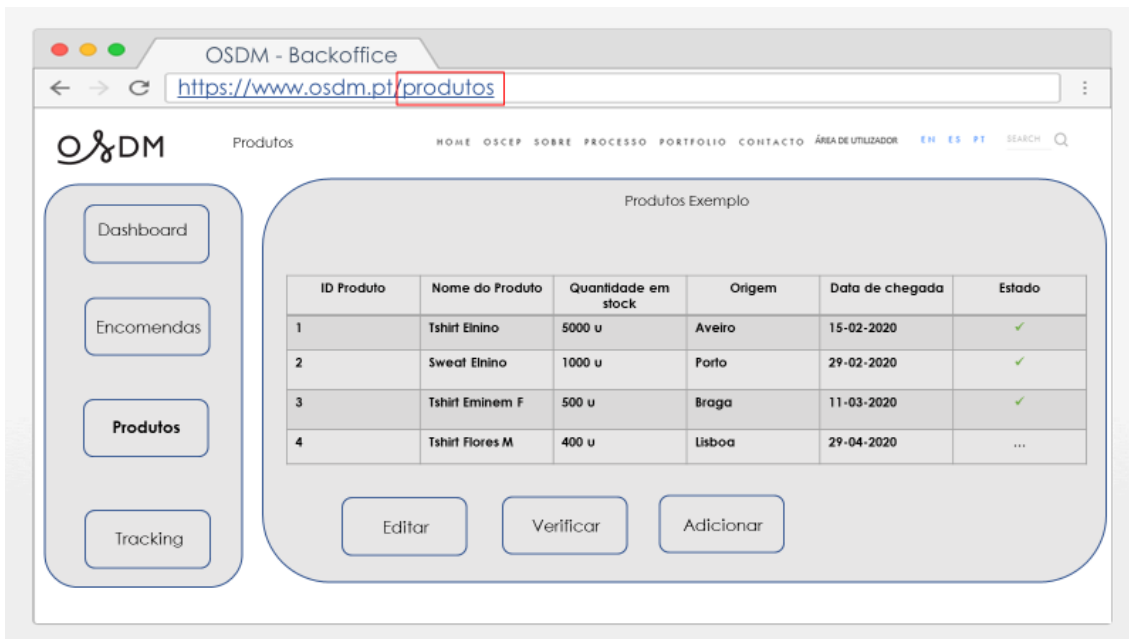 OSDM - Backoffice
https://www.osdm.pt/produtos
OSDM
Produtos
HOME OSCEP SOBRE PROCESSO PORTFOLIO CONTACTO ÁREA DE UTILIZADOR EN ES PT SEARCH
Dashboard
Encomendas
Produtos
Tracking
Produtos Exemplo
ID Produto Nome do Produto Quantidade em stock Origem Data de chegada Estado
1 Tshirt Elnino 5000 u Aveiro 15-02-2020 ✓
2 Sweat Elnino 1000 u Porto 29-02-2020 ✓
3 Tshirt Eminem F 500 u Braga 11-03-2020 ✓
4 Tshirt Flores M 400 u Lisboa 29-04-2020 ...
Editar Verificar Adicionar